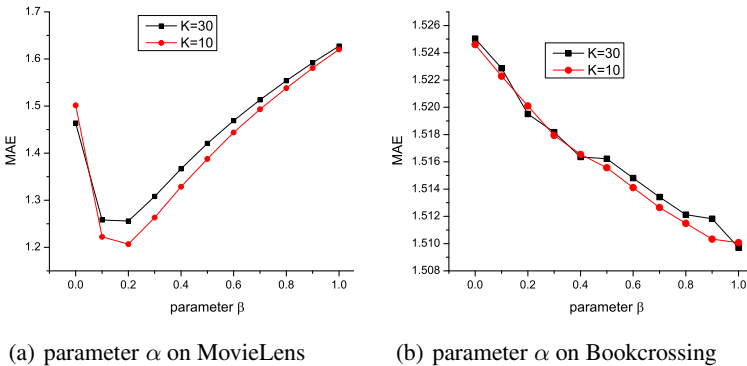 1.7
1.6
1.5
1.4
1.3
1.2
MAE
K=30
K=10
0.0 0.2 0.4 0.6 0.8 1.0
parameter β
1.526
1.524
1.522
1.520
1.518
1.516
1.514
1.512
1.510
1.508
MAE
K=30
K=10
0.0 0.2 0.4 0.6 0.8 1.0
parameter β
(a) parameter α on MovieLens
(b) parameter α on Bookcrossing